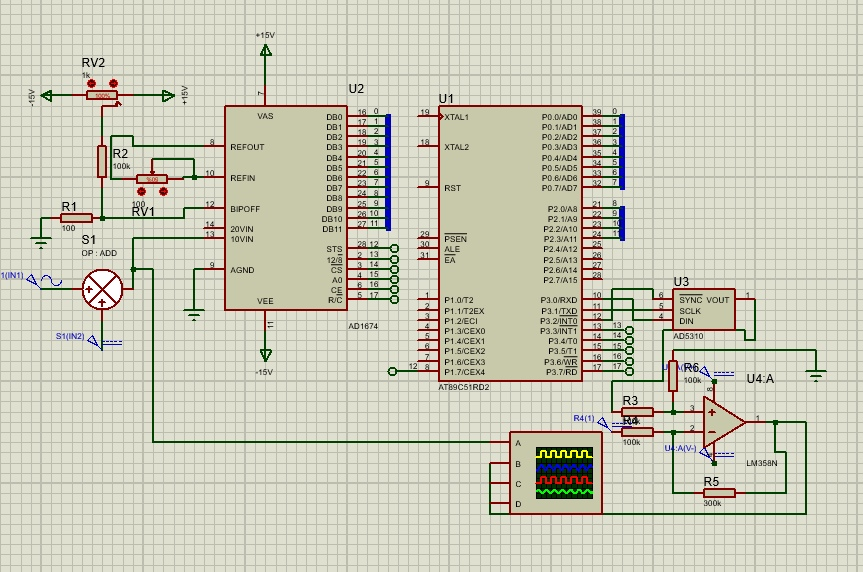 RV2
1k
-15V
100%
+15V
+15V
U2
7
VAS
8 REFOUT
10 REFIN
12 BIPOFF
14 20VIN
13 10VIN
9 AGND
VEE
11
-15V
AD1674
DB0 16 0
DB1 17 1
DB2 18 2
DB3 19 3
DB4 20 4
DB5 21 5
DB6 22 6
DB7 23 7
DB8 24 8
DB9 25 9
DB10 26 10
DB11 27 11
STS 28 12
12/8 2 13
CS 3 14
A0 4 15
CE 6 16
R/C 5 17
R2
100k
RV1
100
R1
100
S1
OP : ADD
1(IN1)
S1(IN2)
U1
19 XTAL1
18 XTAL2
9 RST
29 PSEN
30 ALE
31 EA
1 P1.0/T2
2 P1.1/T2EX
3 P1.2/ECI
4 P1.3/CEX0
5 P1.4/CEX1
6 P1.5/CEX2
7 P1.6/CEX3
12 8 P1.7/CEX4
AT89C51RD2
P0.0/AD0 39 0
P0.1/AD1 38 1
P0.2/AD2 37 2
P0.3/AD3 36 3
P0.4/AD4 35 4
P0.5/AD5 34 5
P0.6/AD6 33 6
P0.7/AD7 32 7
P2.0/A8 21 8
P2.1/A9 22 9
P2.2/A10 23 10
P2.3/A11 24 11
P2.4/A12 25
P2.5/A13 26
P2.6/A14 27
P2.7/A15 28
P3.0/RXD 10
P3.1/TXD 11
P3.2/INT0 12
P3.3/INT1 13 13
P3.4/T0 14 14
P3.5/T1 15 15
P3.6/WR 16 16
P3.7/RD 17 17
U3
6 SYNC VOUT 1
5 SCLK
4 DIN
AD5310
R6
100k
U4:A
8
3
2
1
LM358N
U4:A(V-)
R3
R4
100k
R4(1)
R5
300k
A
B
C
D